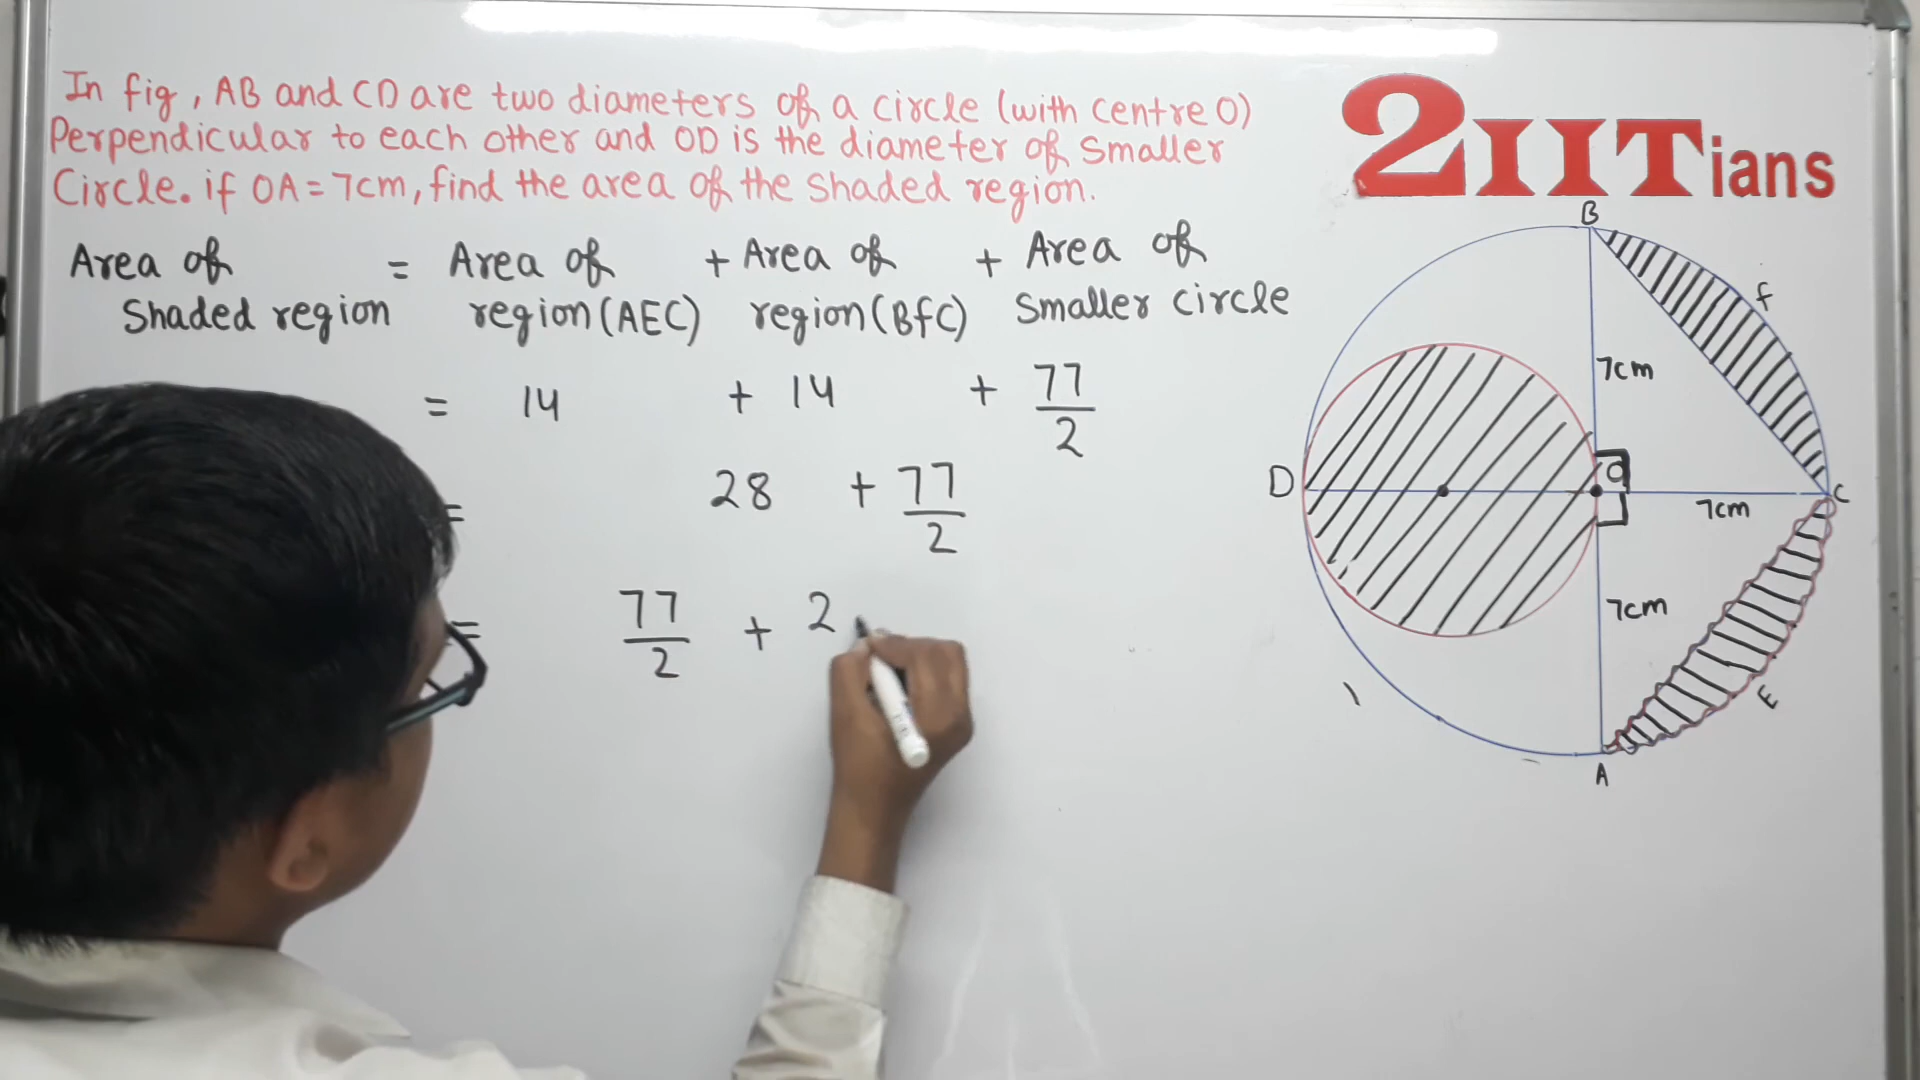 In fig, AB and CD are two diameters of a circle (with centre O)
Perpendicular to each other and OD is the diameter of smaller
Circle. if OA = 7cm, find the area of the shaded region.
2IITians
Area of = Area of + Area of + Area of
Shaded region region (AEC) region (BfC) Smaller circle
= 14 + 14 + 77/2
= 28 + 77/2
= 77/2 + 2
B
f
7cm
D
O
C
7cm
7cm
E
A